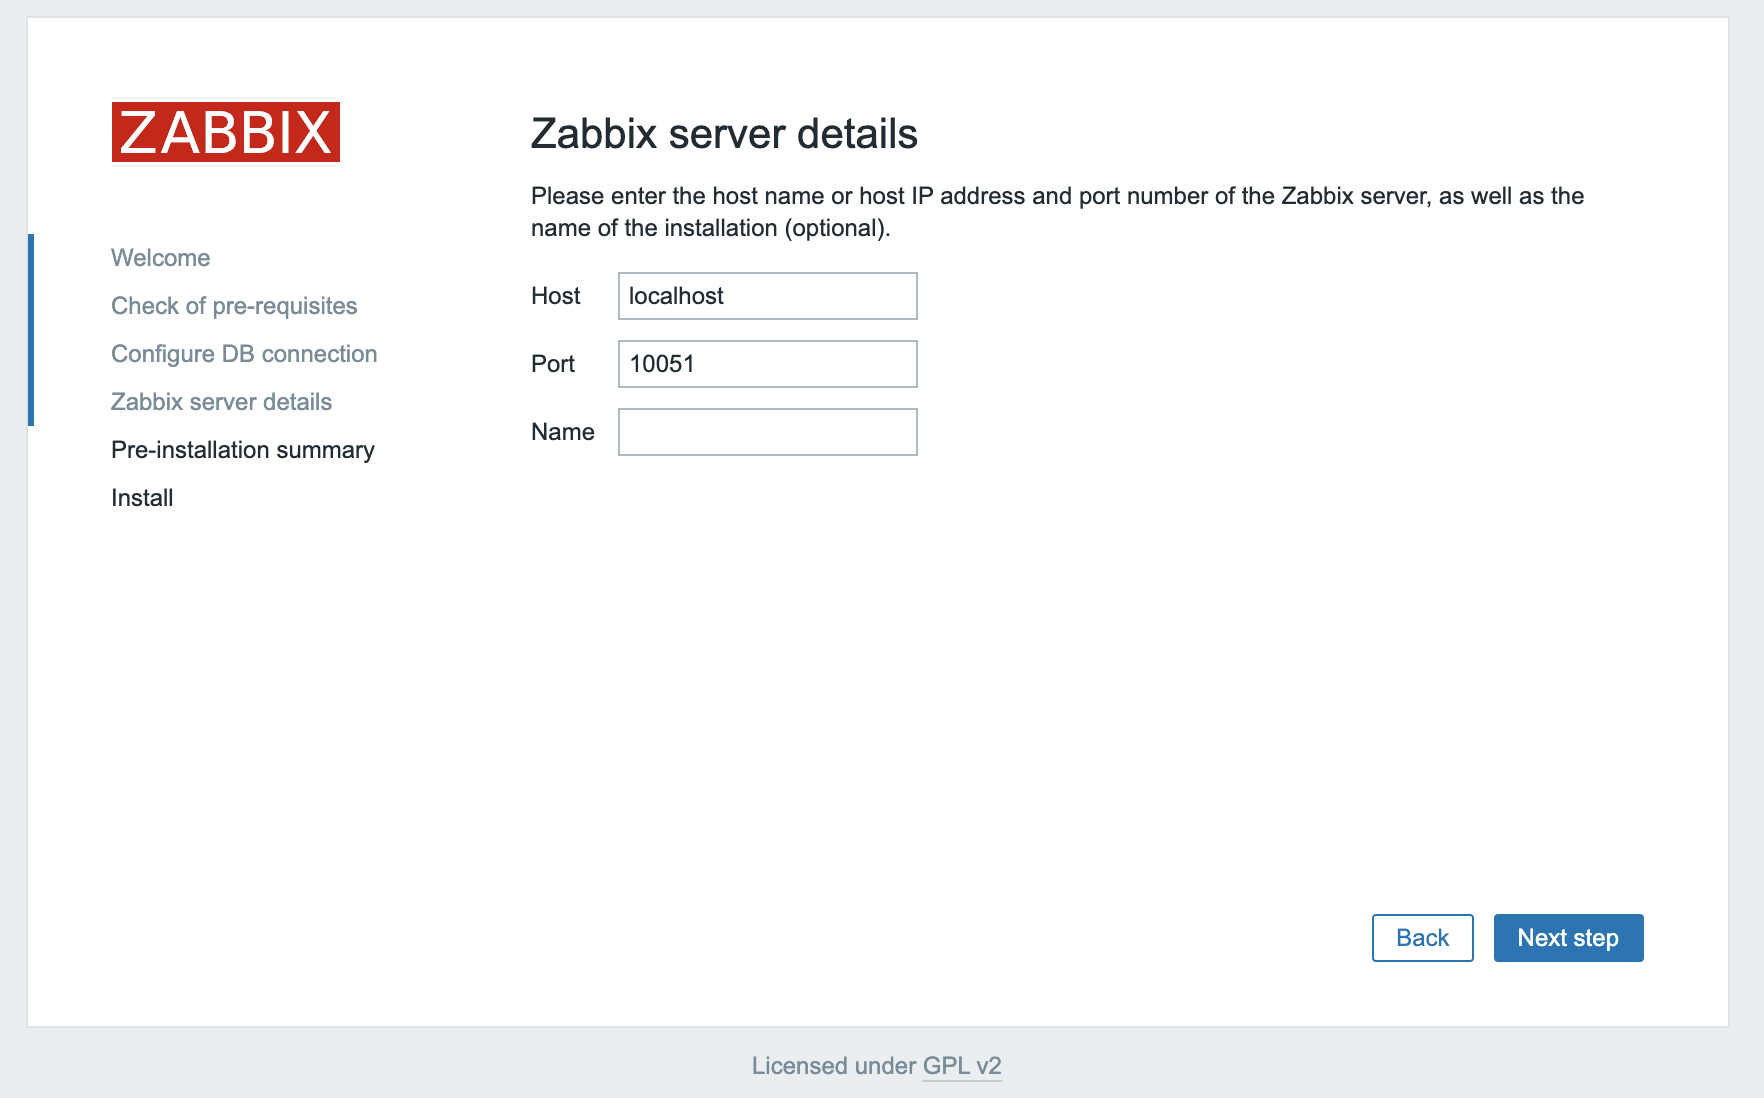 ZABBIX
Welcome
Check of pre-requisites
Configure DB connection
Zabbix server details
Pre-installation summary
Install
Zabbix server details
Please enter the host name or host IP address and port number of the Zabbix server, as well as the
name of the installation (optional).
Host localhost
Port 10051
Name
Back Next step
Licensed under GPL v2